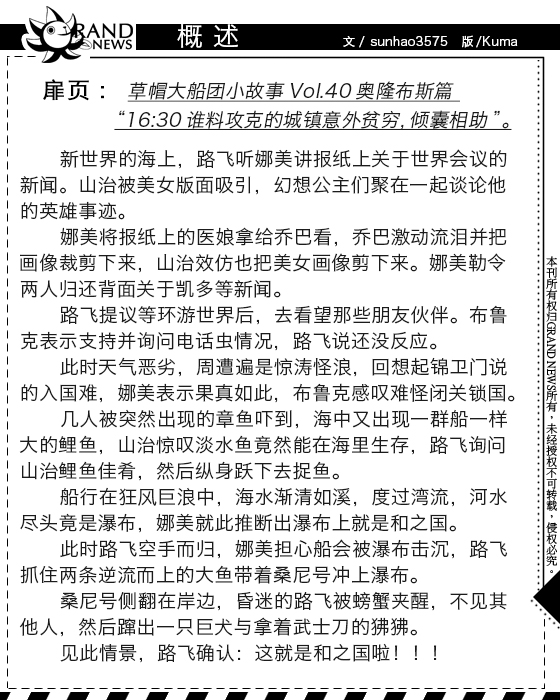 GRAND
NEWS
概 述
文 / sunhao3575 版/Kuma
扉页： 草帽大船团小故事 Vol.40 奥隆布斯篇
“16:30 谁料攻克的城镇意外贫穷, 倾囊相助 ”。
新世界的海上，路飞听娜美讲报纸上关于世界会议的
新闻。山治被美女版面吸引，幻想公主们聚在一起谈论他
的英雄事迹。
娜美将报纸上的医娘拿给乔巴看，乔巴激动流泪并把
画像裁剪下来，山治效仿也把美女画像剪下来。娜美勒令
两人归还背面关于凯多等新闻。
路飞提议等环游世界后，去看望那些朋友伙伴。布鲁
克表示支持并询问电话虫情况，路飞说还没反应。
此时天气恶劣，周遭遍是惊涛怪浪，回想起锦卫门说
的入国难，娜美表示果真如此，布鲁克感叹难怪闭关锁国。
几人被突然出现的章鱼吓到，海中又出现一群船一样
大的鲤鱼，山治惊叹淡水鱼竟然能在海里生存，路飞询问
山治鲤鱼佳肴，然后纵身跃下去捉鱼。
船行在狂风巨浪中，海水渐清如溪，度过湾流，河水
尽头竟是瀑布，娜美就此推断出瀑布上就是和之国。
此时路飞空手而归，娜美担心船会被瀑布击沉，路飞
抓住两条逆流而上的大鱼带着桑尼号冲上瀑布。
桑尼号侧翻在岸边，昏迷的路飞被螃蟹夹醒，不见其
他人，然后蹿出一只巨犬与拿着武士刀的狒狒。
见此情景，路飞确认：这就是和之国啦！！！
本刊所有权归GRAND NEWS所有，未经授权不可转载，侵权必究。